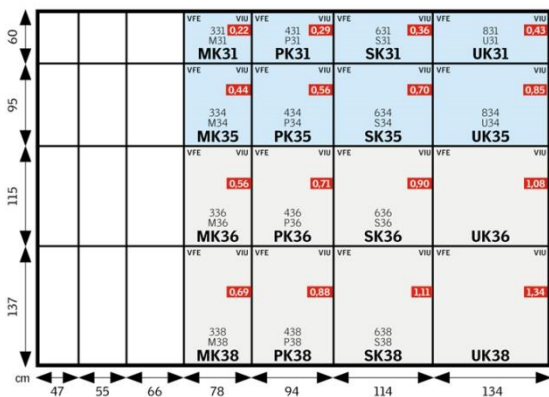 60
VFE VIU VFE VIU VFE VIU VFE VIU
331 0,22 431 0,29 631 0,36 831 0,43
M31 P31 S31 U31
MK31 PK31 SK31 UK31
95
VFE VIU VFE VIU VFE VIU VFE VIU
0,44 0,56 0,70 0,85
334 434 634 834
M34 P34 S34 U34
MK35 PK35 SK35 UK35
115
VFE VIU VFE VIU VFE VIU VFE VIU
0,56 0,71 0,90 1,08
336 436 636
M36 P36 S36
MK36 PK36 SK36 UK36
137
VFE VIU VFE VIU VFE VIU VFE VIU
0,69 0,88 1,11 1,34
338 438 638
M38 P38 S38
MK38 PK38 SK38 UK38
cm
47 55 66 78 94 114 134